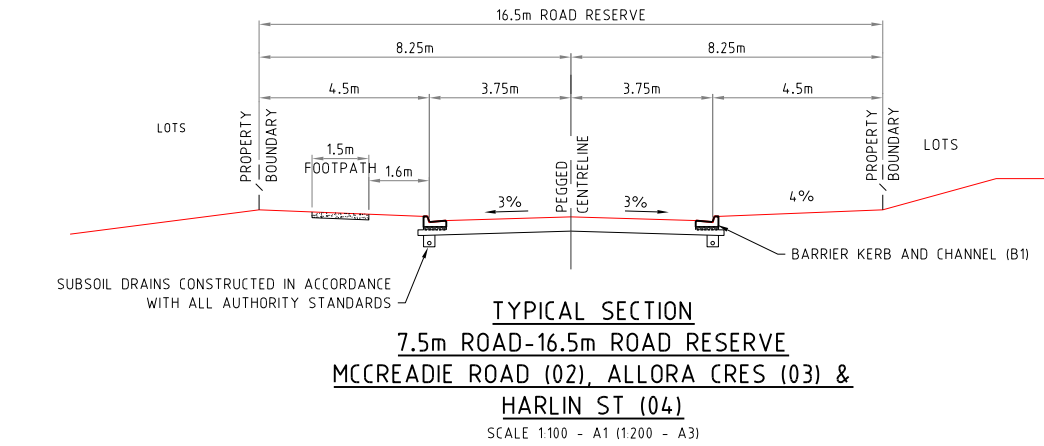 16.5m ROAD RESERVE
8.25m
8.25m
4.5m
3.75m
3.75m
4.5m
LOTS
PROPERTY
BOUNDARY
1.5m
FOOTPATH
1.6m
PEGGED
CENTRELINE
3%
3%
4%
PROPERTY
BOUNDARY
LOTS
BARRIER KERB AND CHANNEL (B1)
SUBSOIL DRAINS CONSTRUCTED IN ACCORDANCE
WITH ALL AUTHORITY STANDARDS
TYPICAL SECTION
7.5m ROAD-16.5m ROAD RESERVE
MCCREADIE ROAD (02), ALLORA CRES (03) &
HARLIN ST (04)
SCALE 1:100 - A1 (1:200 - A3)